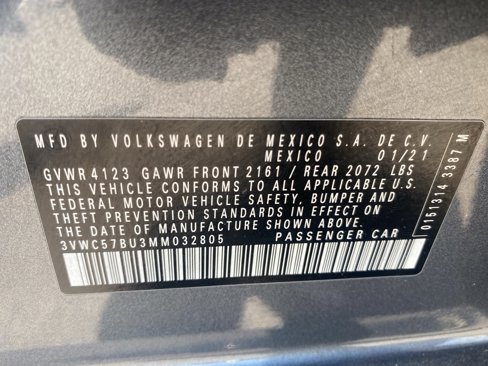 MFD BY VOLKSWAGEN DE MEXICO S.A. DE C.V.
MEXICO 01/21
GVWR 4123 GAWR FRONT 2161 / REAR 2072 LBS
THIS VEHICLE CONFORMS TO ALL APPLICABLE U.S.
FEDERAL MOTOR VEHICLE SAFETY, BUMPER AND
THEFT PREVENTION STANDARDS IN EFFECT ON
THE DATE OF MANUFACTURE SHOWN ABOVE.
3VWC57BU3MM032805 PASSENGER CAR
0151314 3387 M